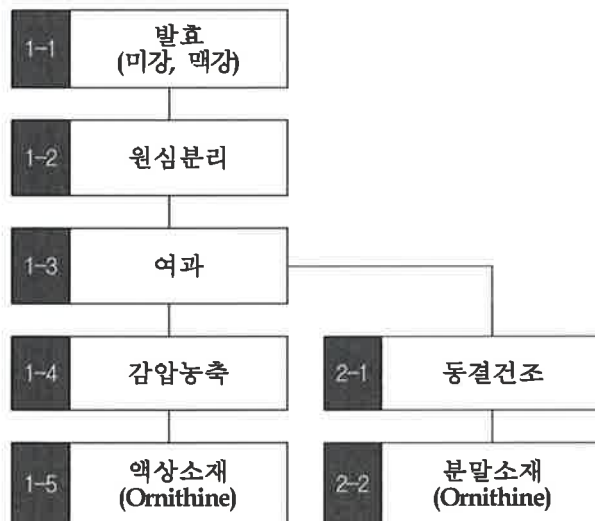 1-1
발효
(미강, 맥강)
1-2
원심분리
1-3
여과
1-4
감압농축
2-1
동결건조
1-5
액상소재
(Ornithine)
2-2
분말소재
(Ornithine)